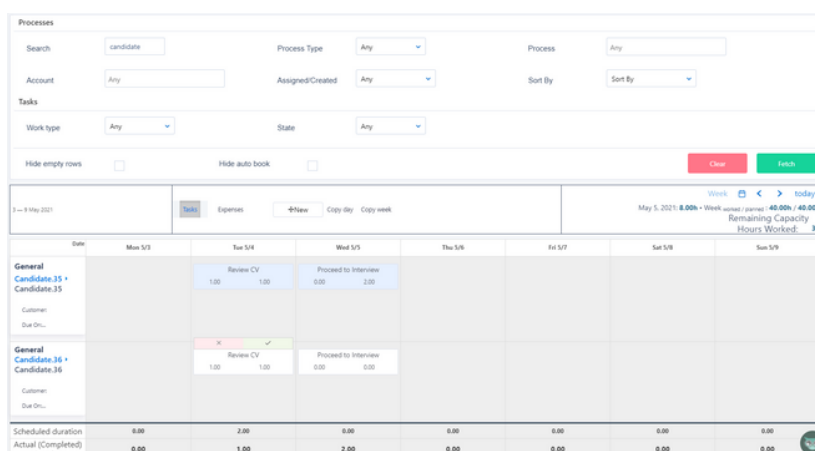 Processes
Search candidate Process Type Any Process Any
Account Any Assigned/Created Any Sort By Sort By
Tasks
Work type Any State Any
Hide empty rows Hide auto book Clear Fetch
Week today
3 — 9 May 2021 Tasks Expenses +New Copy day Copy week May 5, 2021: 8.00h • Week worked / planned : 40.00h / 40.00
Remaining Capacity
Hours Worked: 3
Date Mon 5/3 Tue 5/4 Wed 5/5 Thu 5/6 Fri 5/7 Sat 5/8 Sun 5/9
General
Candidate.35
Candidate.35
Review CV Proceed to Interview
1.00 1.00 0.00 2.00
Customer:
Due On:...
General
Candidate.36
Candidate.36
Review CV Proceed to Interview
1.00 1.00 0.00 0.00
Customer:
Due On:...
Scheduled duration 0.00 2.00 0.00 0.00 0.00 0.00 0.00
Actual (Completed) 0.00 1.00 2.00 0.00 0.00 0.00 0.00